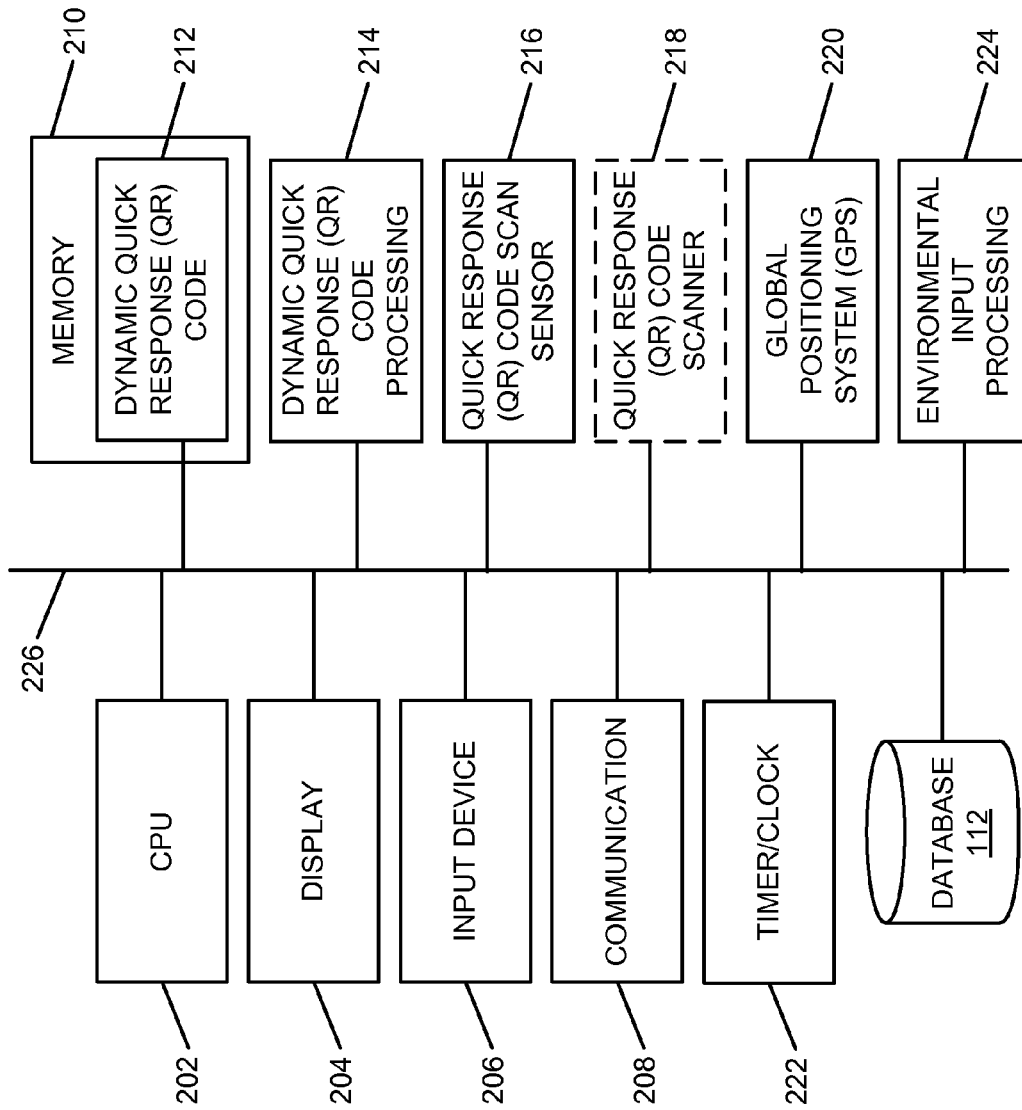 226
202
CPU
204
DISPLAY
206
INPUT DEVICE
208
COMMUNICATION
222
TIMER/CLOCK
DATABASE
112
210
MEMORY
212
DYNAMIC QUICK
RESPONSE (QR)
CODE
214
DYNAMIC QUICK
RESPONSE (QR)
CODE
PROCESSING
216
QUICK RESPONSE
(QR) CODE SCAN
SENSOR
218
QUICK RESPONSE
(QR) CODE
SCANNER
220
GLOBAL
POSITIONING
SYSTEM (GPS)
224
ENVIRONMENTAL
INPUT
PROCESSING